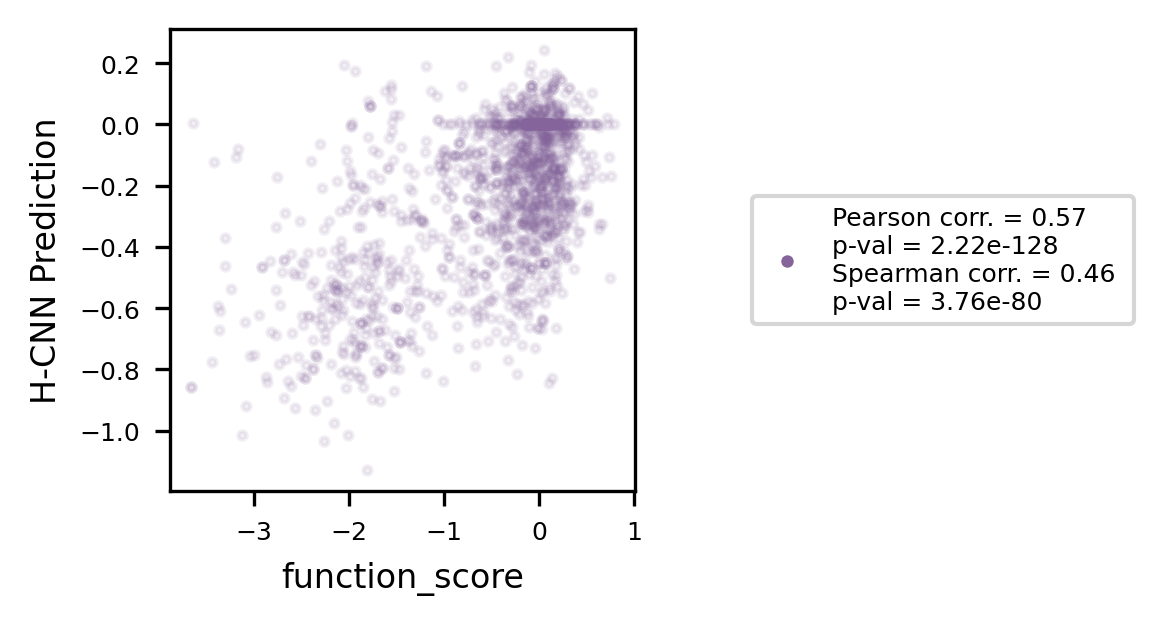 H-CNN Prediction
0.2
0.0
−0.2
−0.4
−0.6
−0.8
−1.0
−3
−2
−1
0
1
function_score
Pearson corr. = 0.57
p-val = 2.22e-128
Spearman corr. = 0.46
p-val = 3.76e-80